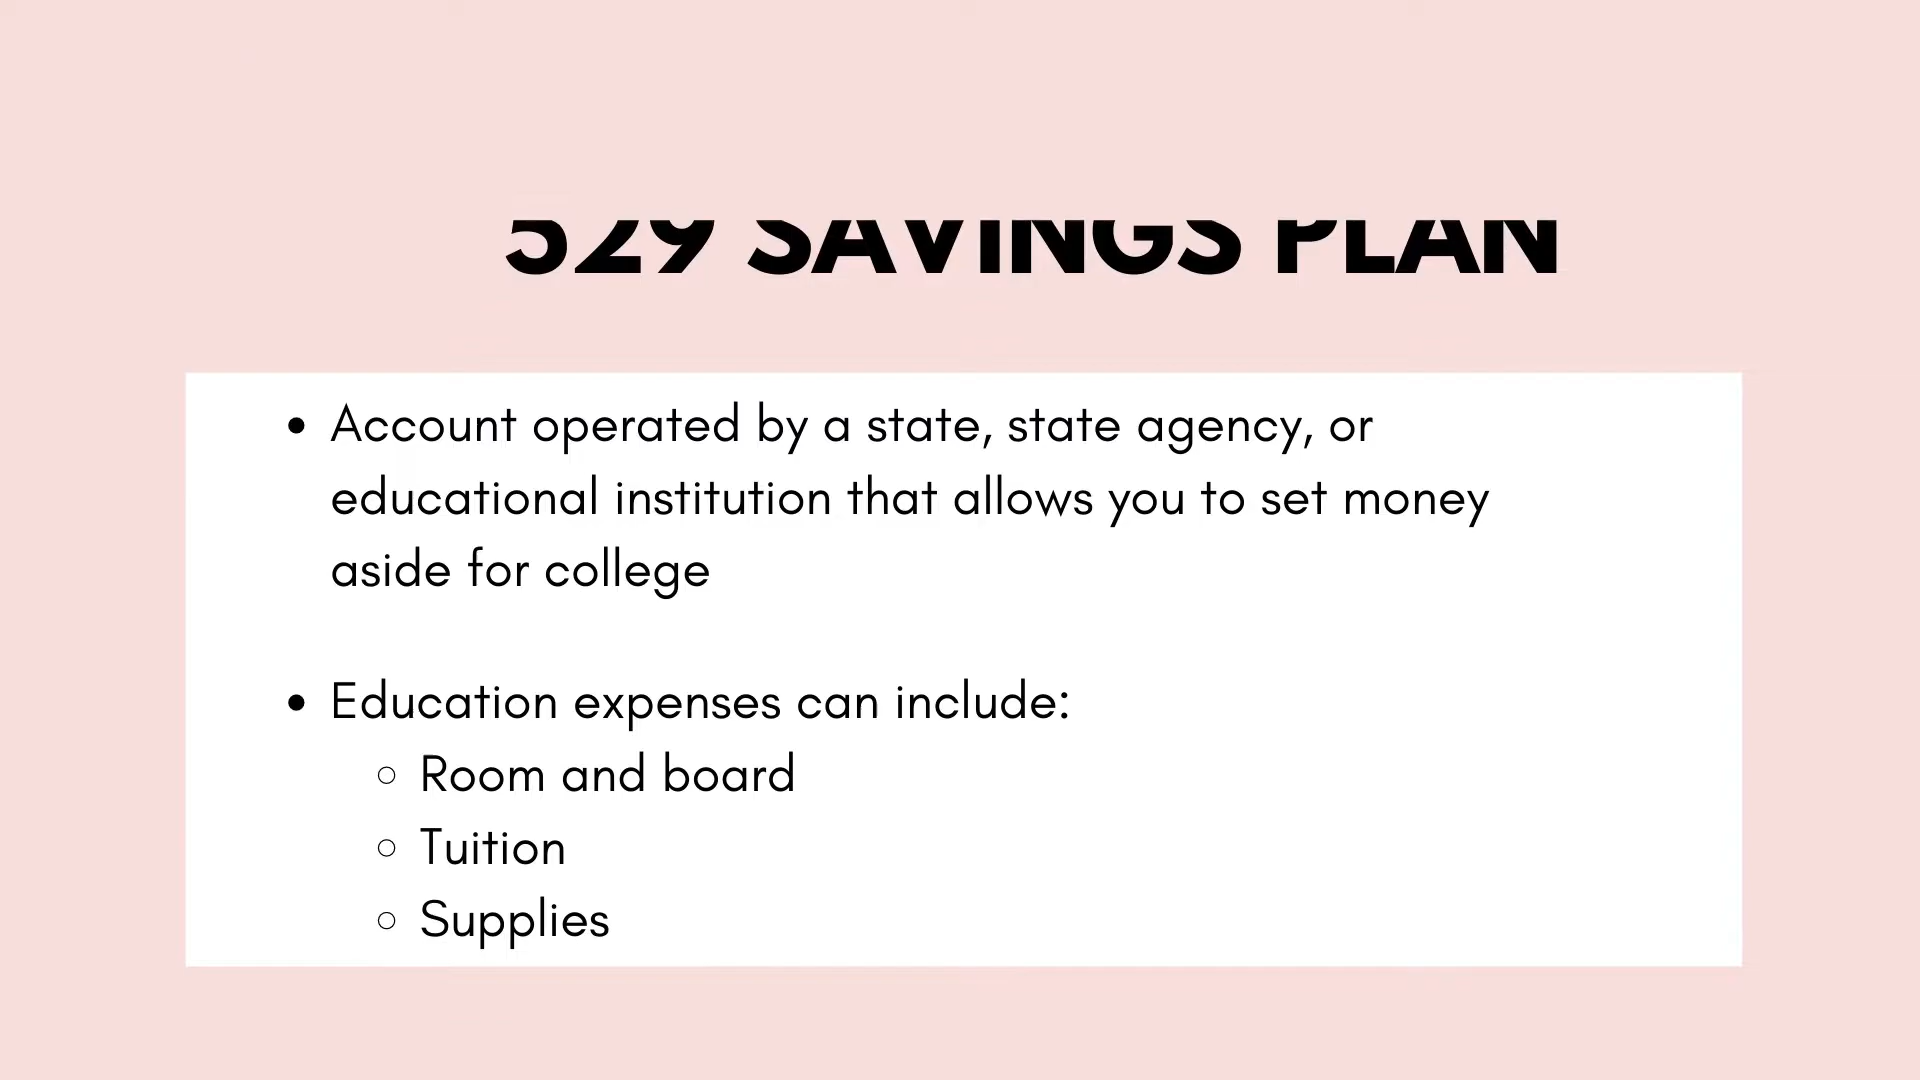 529 SAVINGS PLAN
• Account operated by a state, state agency, or
educational institution that allows you to set money
aside for college
• Education expenses can include:
○ Room and board
○ Tuition
○ Supplies